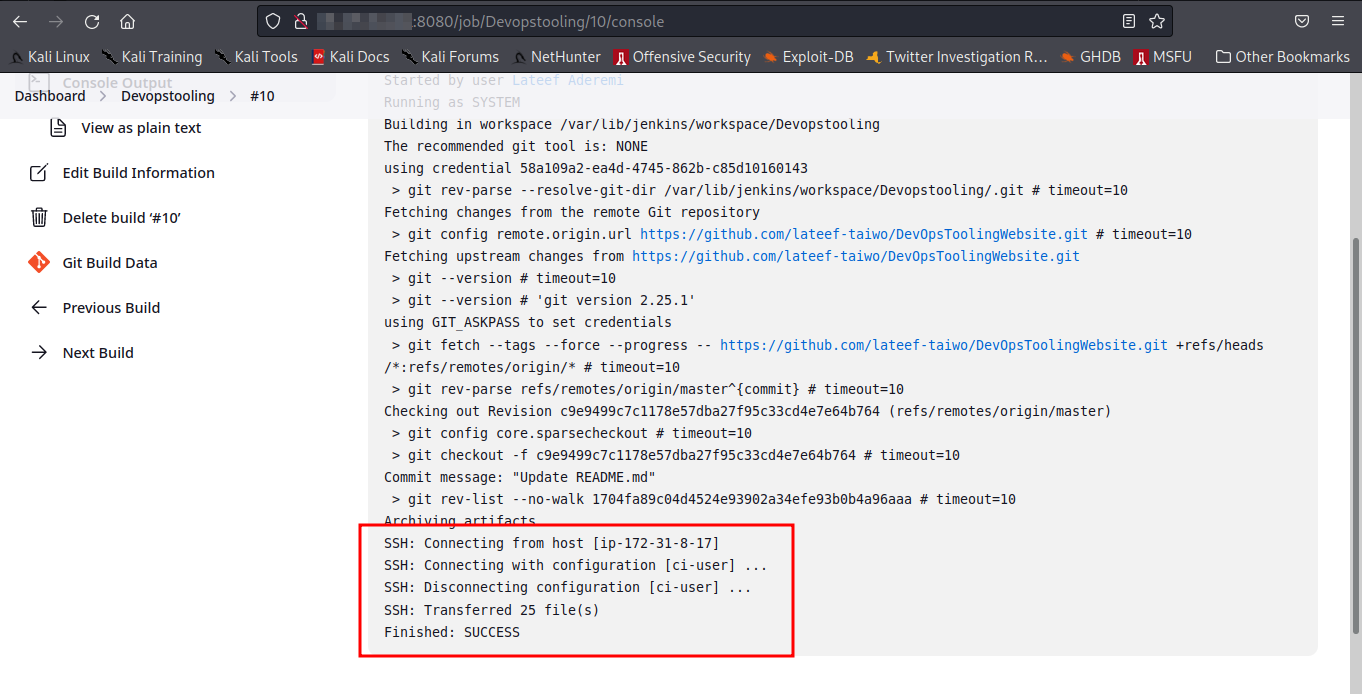 :8080/job/Devopstooling/10/console
Kali Linux Kali Training Kali Tools Kali Docs Kali Forums NetHunter Offensive Security Exploit-DB Twitter Investigation R… GHDB MSFU Other Bookmarks
Console Output
Dashboard Devopstooling #10
View as plain text
Edit Build Information
Delete build ‘#10’
Git Build Data
Previous Build
Next Build
Started by user Lateef Aderemi
Running as SYSTEM
Building in workspace /var/lib/jenkins/workspace/Devopstooling
The recommended git tool is: NONE
using credential 58a109a2-ea4d-4745-862b-c85d10160143
> git rev-parse --resolve-git-dir /var/lib/jenkins/workspace/Devopstooling/.git # timeout=10
Fetching changes from the remote Git repository
> git config remote.origin.url https://github.com/lateef-taiwo/DevOpsToolingWebsite.git # timeout=10
Fetching upstream changes from https://github.com/lateef-taiwo/DevOpsToolingWebsite.git
> git --version # timeout=10
> git --version # 'git version 2.25.1'
using GIT_ASKPASS to set credentials
> git fetch --tags --force --progress -- https://github.com/lateef-taiwo/DevOpsToolingWebsite.git +refs/heads
/*:refs/remotes/origin/* # timeout=10
> git rev-parse refs/remotes/origin/master^{commit} # timeout=10
Checking out Revision c9e9499c7c1178e57dba27f95c33cd4e7e64b764 (refs/remotes/origin/master)
> git config core.sparsecheckout # timeout=10
> git checkout -f c9e9499c7c1178e57dba27f95c33cd4e7e64b764 # timeout=10
Commit message: "Update README.md"
> git rev-list --no-walk 1704fa89c04d4524e93902a34efe93b0b4a96aaa # timeout=10
Archiving artifacts
SSH: Connecting from host [ip-172-31-8-17]
SSH: Connecting with configuration [ci-user] ...
SSH: Disconnecting configuration [ci-user] ...
SSH: Transferred 25 file(s)
Finished: SUCCESS